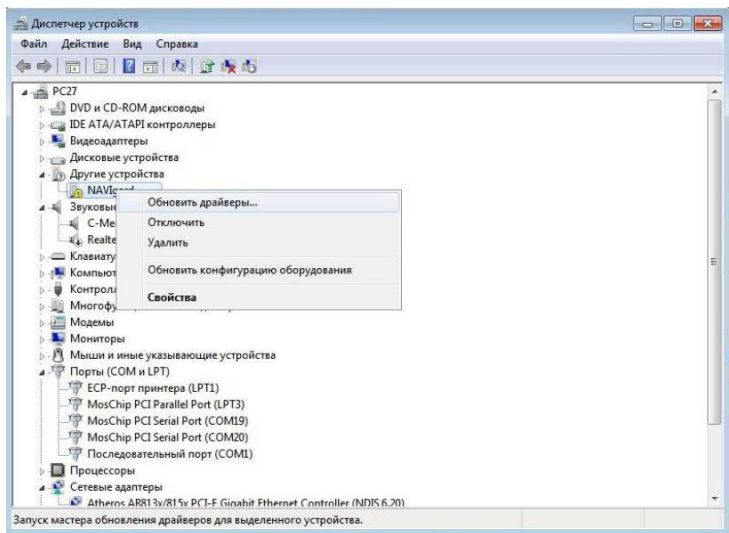 Диспетчер устройств
Файл Действие Вид Справка
PC27
DVD и CD-ROM дисководы
IDE ATA/ATAPI контроллеры
Видеоадаптеры
Дисковые устройства
Другие устройства
Обновить драйверы...
Отключить
Удалить
Обновить конфигурацию оборудования
Свойства
Модемы
Мониторы
Мыши и иные указывающие устройства
Порты (COM и LPT)
ECP-порт принтера (LPT1)
MosChip PCI Parallel Port (LPT3)
MosChip PCI Serial Port (COM19)
MosChip PCI Serial Port (COM20)
Последовательный порт (COM1)
Процессоры
Сетевые адаптеры
Atheros AR813x/815x PCI-E Gigabit Ethernet Controller (NDIS 6.20)
Запуск мастера обновления драйверов для выделенного устройства.